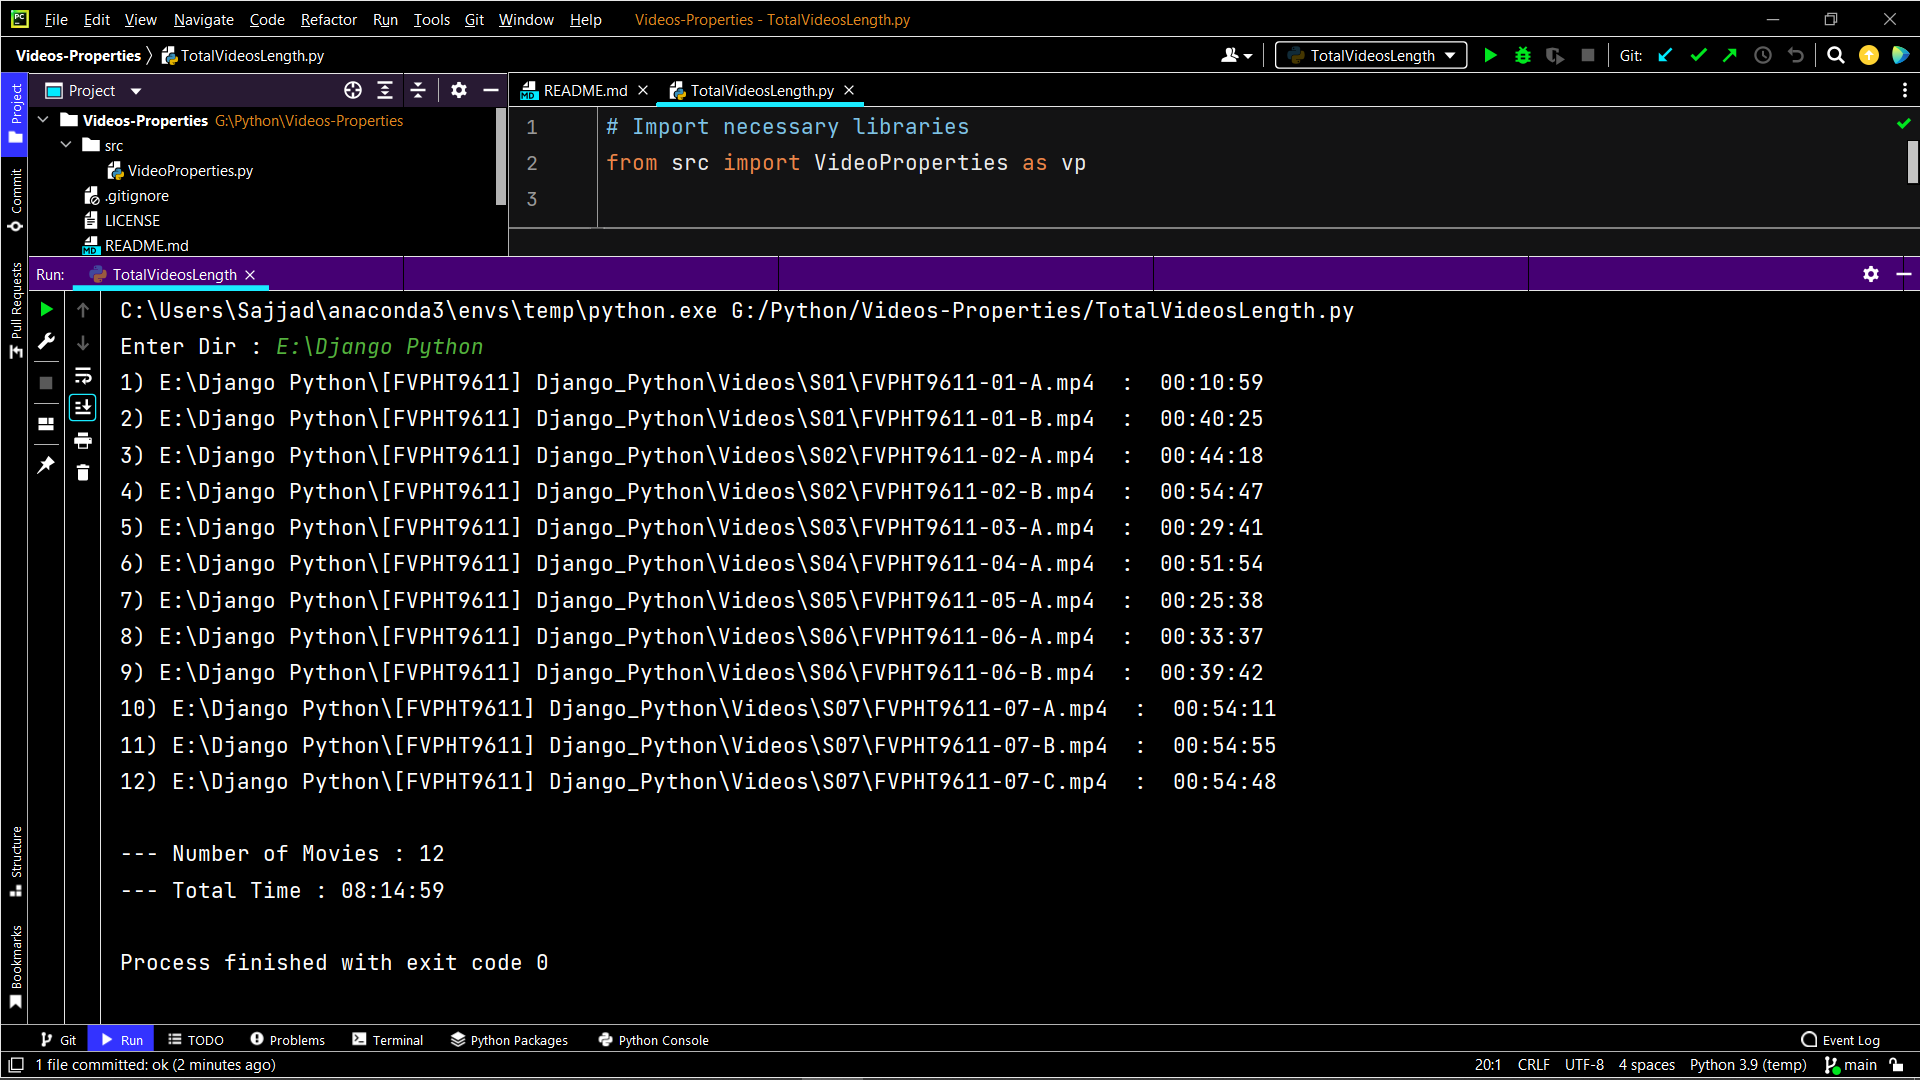 File Edit View Navigate Code Refactor Run Tools Git Window Help Videos-Properties - TotalVideosLength.py
Videos-Properties TotalVideosLength.py TotalVideosLength Git:
Project
README.md TotalVideosLength.py
Videos-Properties G:\Python\Videos-Properties
src
VideoProperties.py
.gitignore
LICENSE
README.md
1 # Import necessary libraries
2 from src import VideoProperties as vp
3
Project
Commit
Pull Requests
Structure
Bookmarks
Run: TotalVideosLength
C:\Users\Sajjad\anaconda3\envs\temp\python.exe G:/Python/Videos-Properties/TotalVideosLength.py
Enter Dir : E:\Django Python
1) E:\Django Python\[FVPHT9611] Django_Python\Videos\S01\FVPHT9611-01-A.mp4 : 00:10:59
2) E:\Django Python\[FVPHT9611] Django_Python\Videos\S01\FVPHT9611-01-B.mp4 : 00:40:25
3) E:\Django Python\[FVPHT9611] Django_Python\Videos\S02\FVPHT9611-02-A.mp4 : 00:44:18
4) E:\Django Python\[FVPHT9611] Django_Python\Videos\S02\FVPHT9611-02-B.mp4 : 00:54:47
5) E:\Django Python\[FVPHT9611] Django_Python\Videos\S03\FVPHT9611-03-A.mp4 : 00:29:41
6) E:\Django Python\[FVPHT9611] Django_Python\Videos\S04\FVPHT9611-04-A.mp4 : 00:51:54
7) E:\Django Python\[FVPHT9611] Django_Python\Videos\S05\FVPHT9611-05-A.mp4 : 00:25:38
8) E:\Django Python\[FVPHT9611] Django_Python\Videos\S06\FVPHT9611-06-A.mp4 : 00:33:37
9) E:\Django Python\[FVPHT9611] Django_Python\Videos\S06\FVPHT9611-06-B.mp4 : 00:39:42
10) E:\Django Python\[FVPHT9611] Django_Python\Videos\S07\FVPHT9611-07-A.mp4 : 00:54:11
11) E:\Django Python\[FVPHT9611] Django_Python\Videos\S07\FVPHT9611-07-B.mp4 : 00:54:55
12) E:\Django Python\[FVPHT9611] Django_Python\Videos\S07\FVPHT9611-07-C.mp4 : 00:54:48
--- Number of Movies : 12
--- Total Time : 08:14:59
Process finished with exit code 0
Git Run TODO Problems Terminal Python Packages Python Console Event Log
1 file committed: ok (2 minutes ago) 20:1 CRLF UTF-8 4 spaces Python 3.9 (temp) main